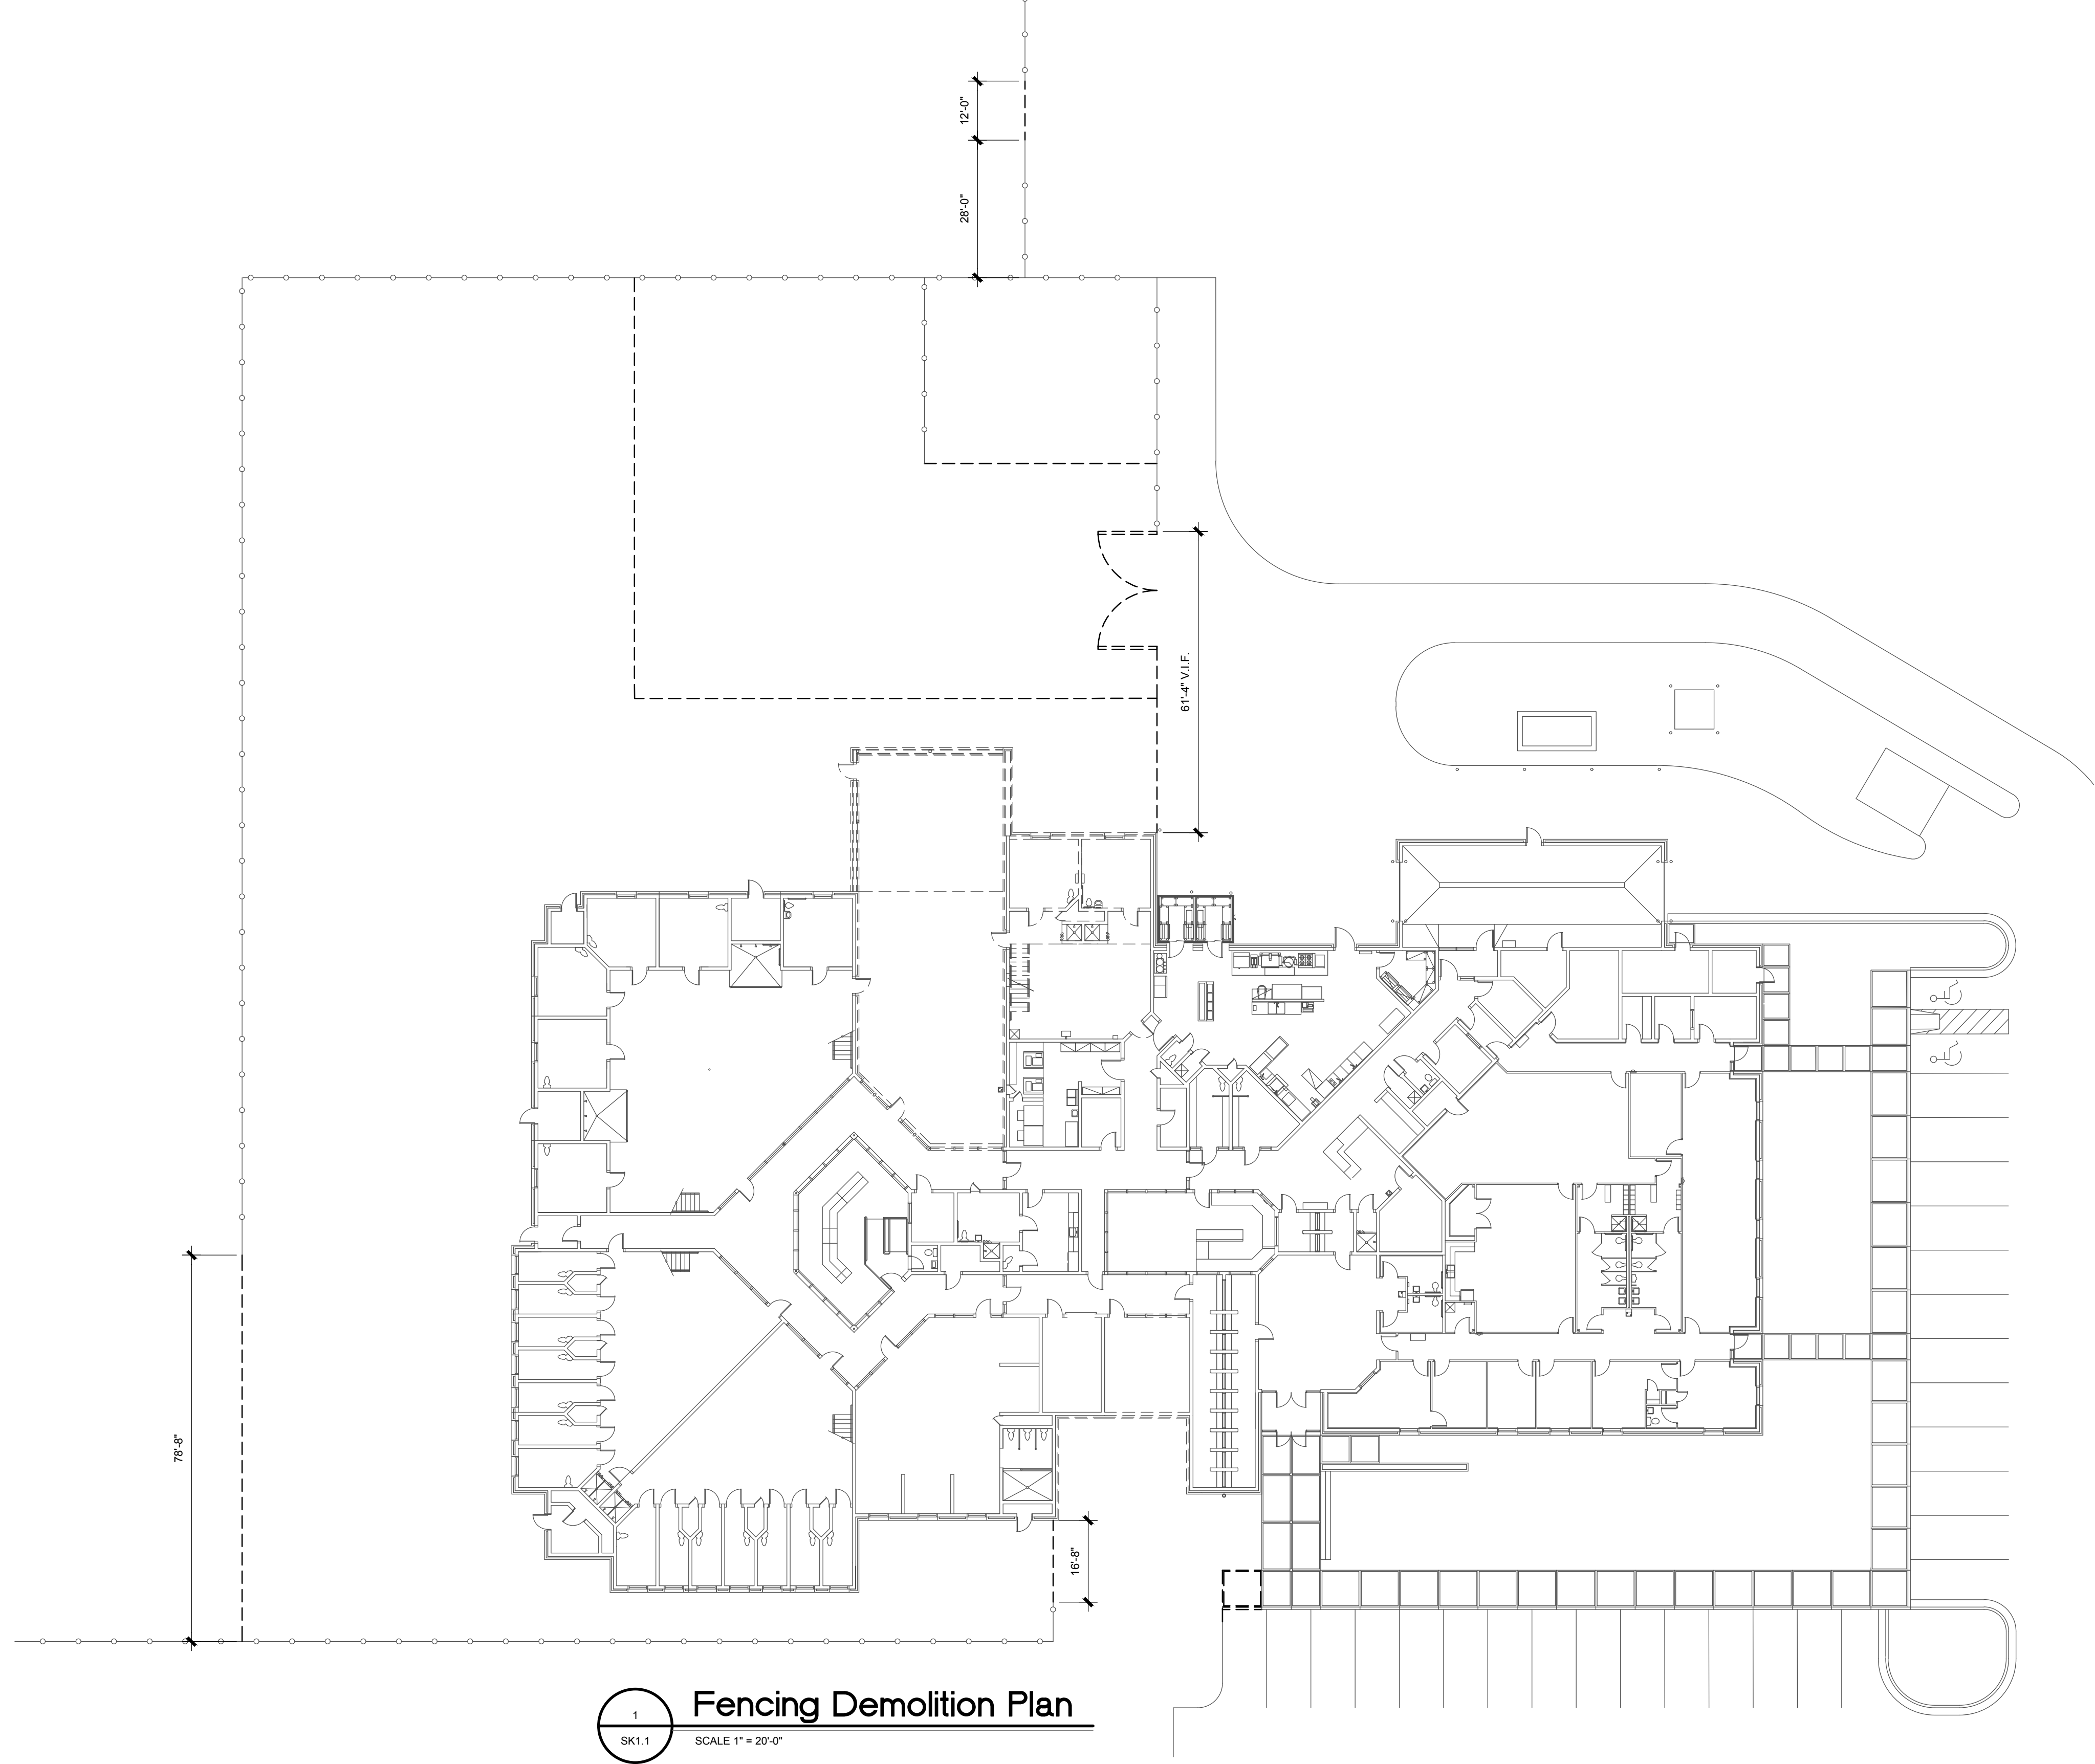 12'-0"
28'-0"
61'-4" V.I.F.
78'-8"
16'-8"
1
SK1.1
Fencing Demolition Plan
SCALE 1" = 20'-0"